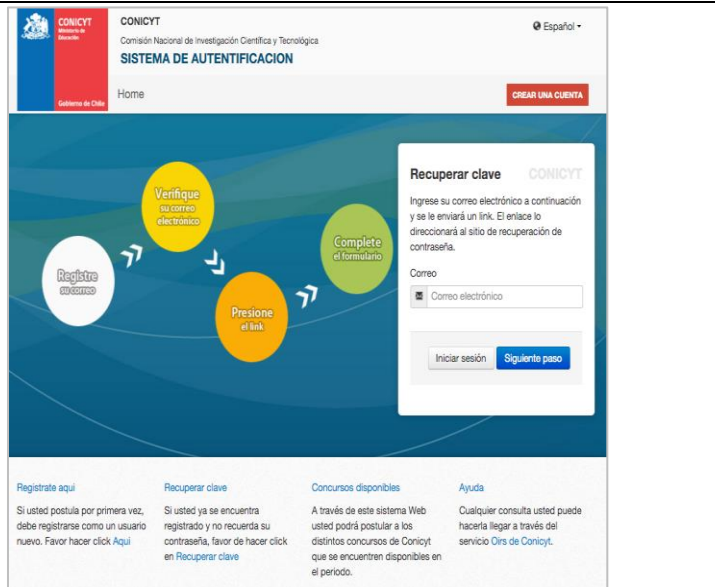 CONICYT
Ministerio de
Educación
Gobierno de Chile
CONICYT
Comisión Nacional de Investigación Científica y Tecnológica
SISTEMA DE AUTENTIFICACION
Español
Home
CREAR UNA CUENTA
Registre
su correo
Verifique
su correo
electrónico
Presione
el link
Complete
el formulario
Recuperar clave
CONICYT
Ingrese su correo electrónico a continuación
y se le enviará un link. El enlace lo
direccionará al sitio de recuperación de
contraseña.
Correo
Correo electrónico
Iniciar sesión
Siguiente paso
Registrate aqui
Si usted postula por primera vez,
debe registrarse como un usuario
nuevo. Favor hacer click Aqui
Recuperar clave
Si usted ya se encuentra
registrado y no recuerda su
contraseña, favor de hacer click
en Recuperar clave
Concursos disponibles
A través de este sistema Web
usted podrá postular a los
distintos concursos de Conicyt
que se encuentren disponibles en
el periodo.
Ayuda
Cualquier consulta usted puede
hacerla llegar a través del
servicio Oirs de Conicyt.